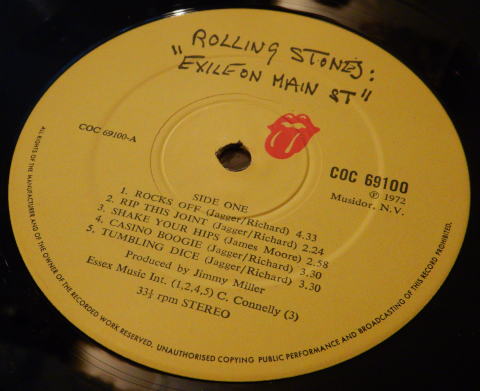 ROLLING STONES:
"EXILE ON MAIN ST"
COC 69100-A
COC 69100
Ⓟ 1972
Musidor. N.V.
SIDE ONE
1. ROCKS OFF (Jagger/Richard) 4.33
2. RIP THIS JOINT (Jagger/Richard) 2.24
3. SHAKE YOUR HIPS (James Moore) 2.58
4. CASINO BOOGIE (Jagger/Richard) 3.30
5. TUMBLING DICE (Jagger/Richard) 3.30
Produced by Jimmy Miller
Essex Music Int. (1,2,4,5) C. Connelly (3)
33⅓ rpm STEREO
ALL RIGHTS OF THE MANUFACTURER AND OF THE OWNER OF THE RECORDED WORK RESERVED. UNAUTHORISED COPYING PUBLIC PERFORMANCE AND BROADCASTING OF THIS RECORD PROHIBITED.